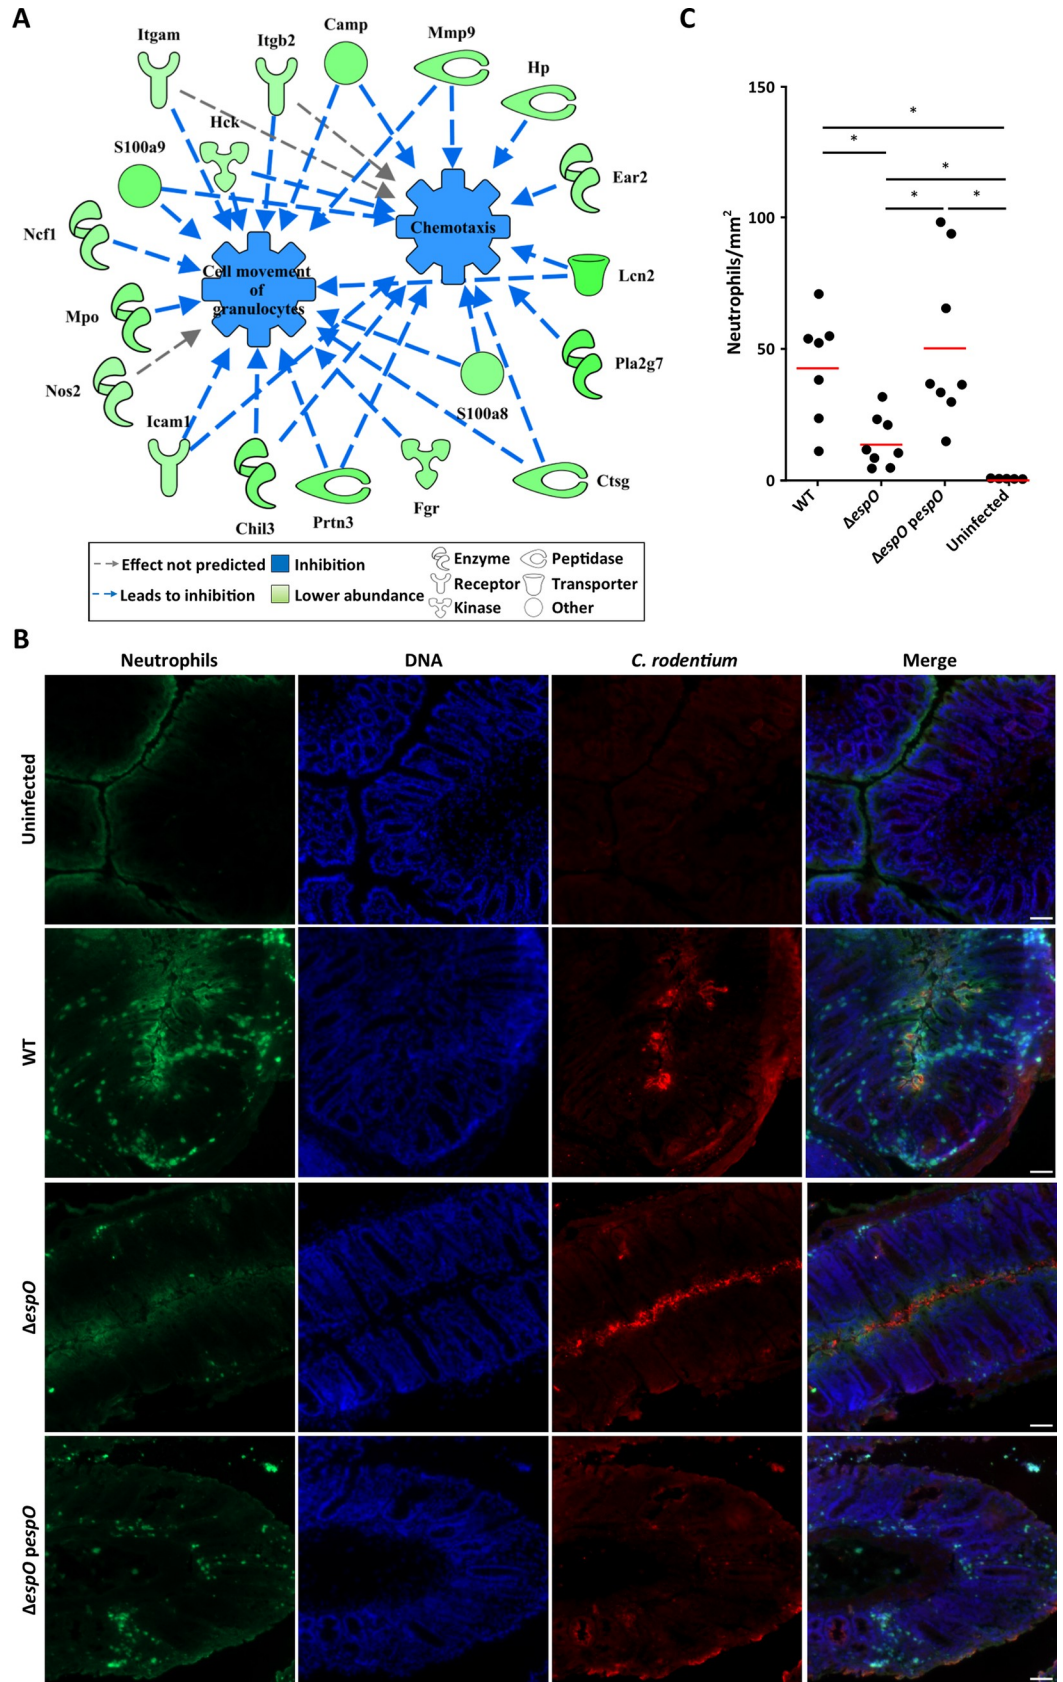 A
C
Itgam
Itgb2
Camp
Mmp9
Hp
Hck
S100a9
Ear2
Ncf1
Chemotaxis
Lcn2
Cell movement
of
granulocytes
Mpo
Pla2g7
Nos2
S100a8
Icam1
Ctsg
Chil3
Prtn3
Fgr
Effect not predicted
Inhibition
Enzyme
Peptidase
Leads to inhibition
Lower abundance
Receptor
Transporter
Kinase
Other
Neutrophils/mm2
150
100
50
0
*
*
*
*
*
WT
ΔespO
ΔespO pespO
Uninfected
B
Neutrophils
DNA
C. rodentium
Merge
Uninfected
WT
ΔespO
ΔespO pespO